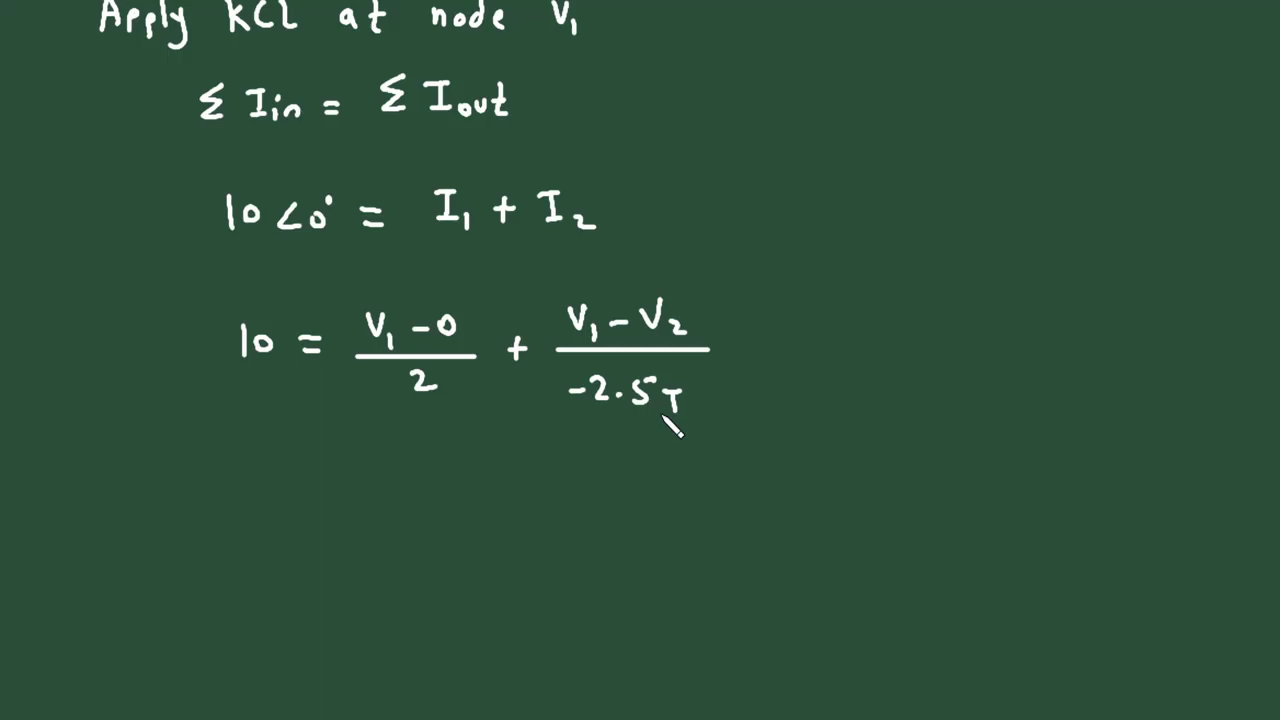 Apply KCL at node V₁
Σ Iin = Σ Iout
10 ∠0° = I₁ + I₂
10 = (V₁ - 0)/2 + (V₁ - V₂)/-2.5J